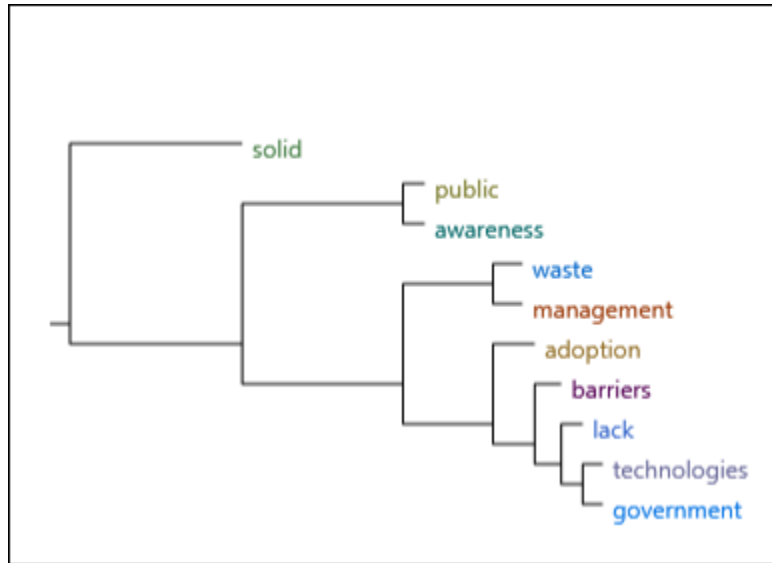 solid
public
awareness
waste
management
adoption
barriers
lack
technologies
government